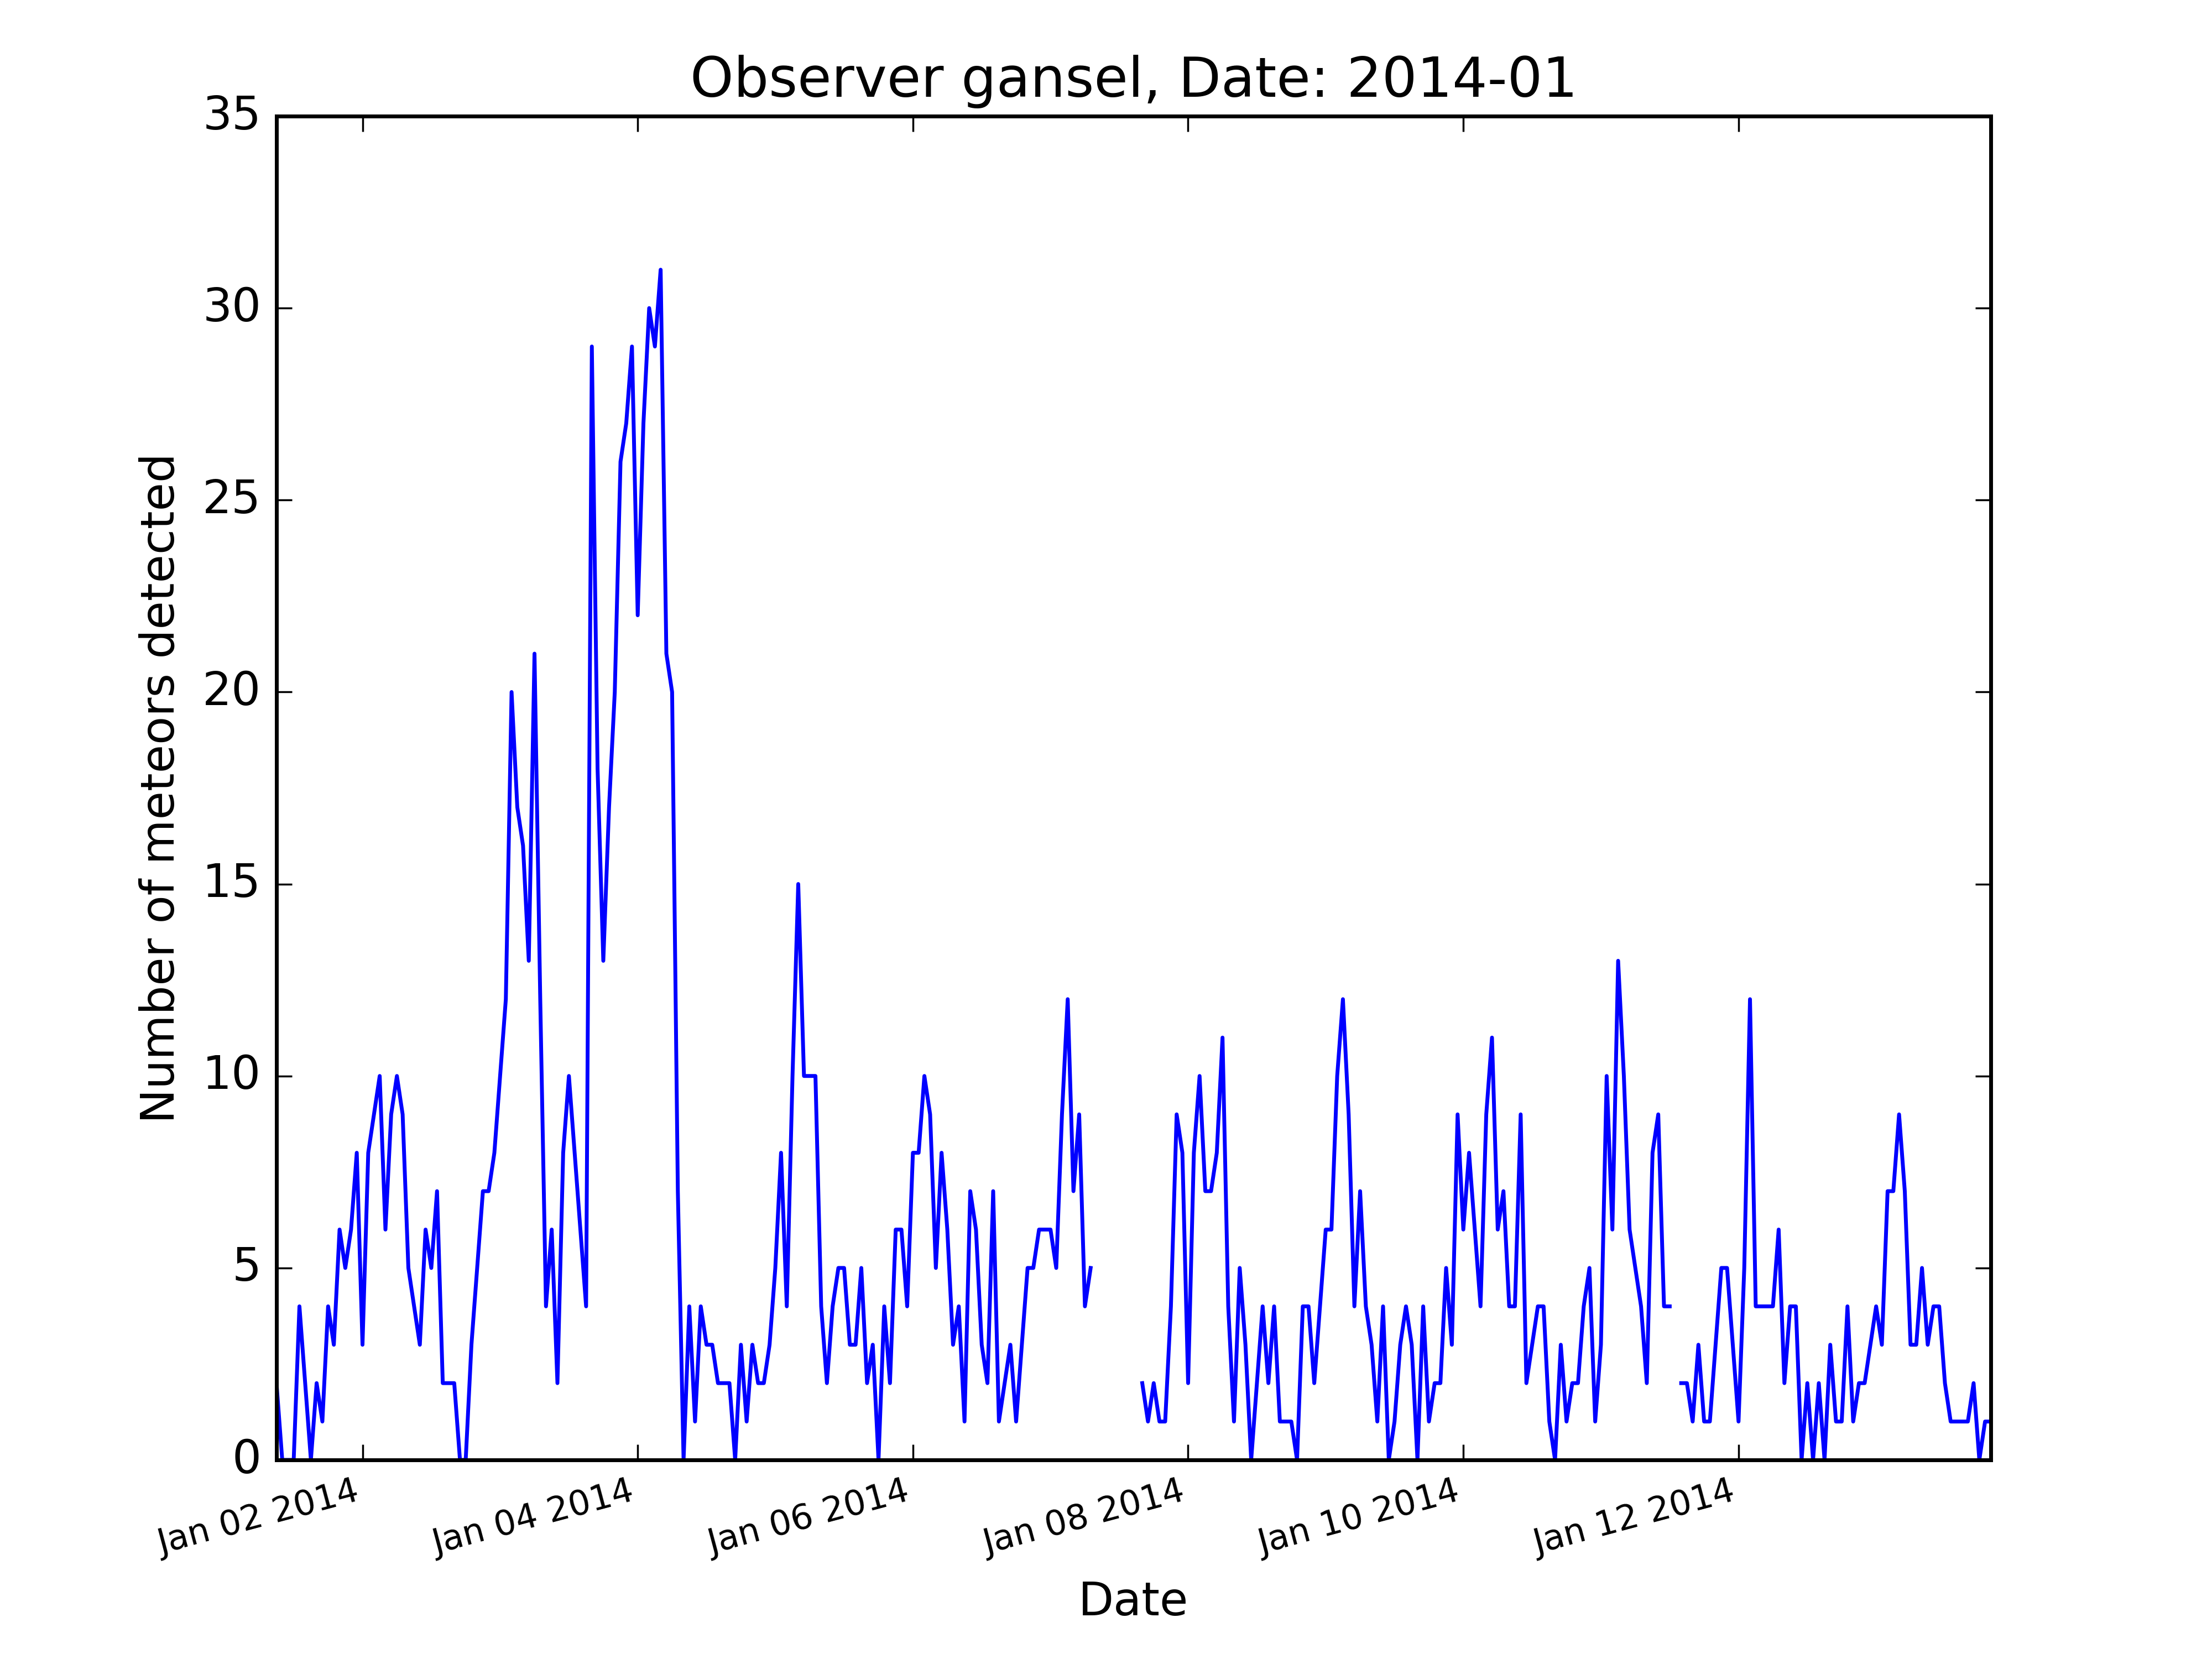 Observer gansel, Date: 2014-01
35
30
25
20
15
10
5
0
Number of meteors detected
Jan 02 2014
Jan 04 2014
Jan 06 2014
Jan 08 2014
Jan 10 2014
Jan 12 2014
Date